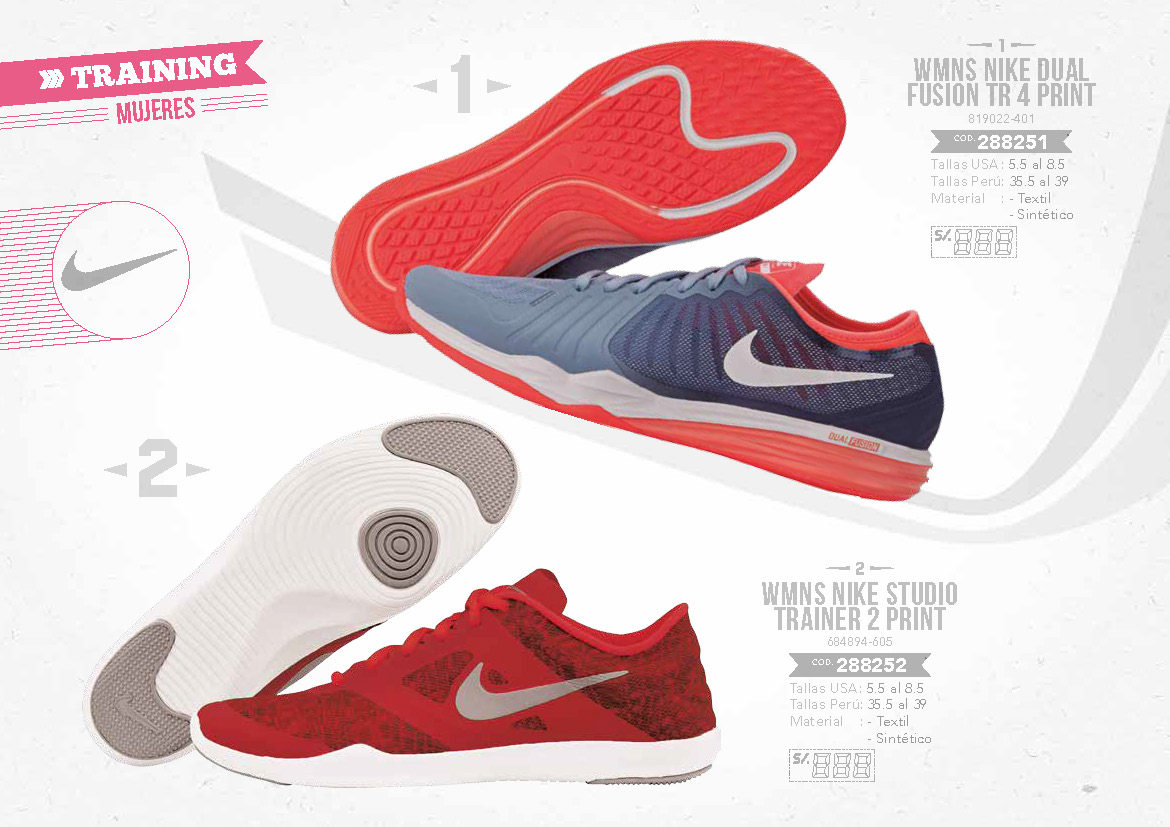 TRAINING
MUJERES
1
1
WMNS NIKE DUAL
FUSION TR 4 PRINT
819022-401
COD. 288251
Tallas USA : 5.5 al 8.5
Tallas Perú: 35.5 al 39
Material : - Textil
- Sintético
S/. 888
DUAL FUSION
2
2
WMNS NIKE STUDIO
TRAINER 2 PRINT
684894-605
COD. 288252
Tallas USA: 5.5 al 8.5
Tallas Perú: 35.5 al 39
Material : - Textil
- Sintético
S/. 888